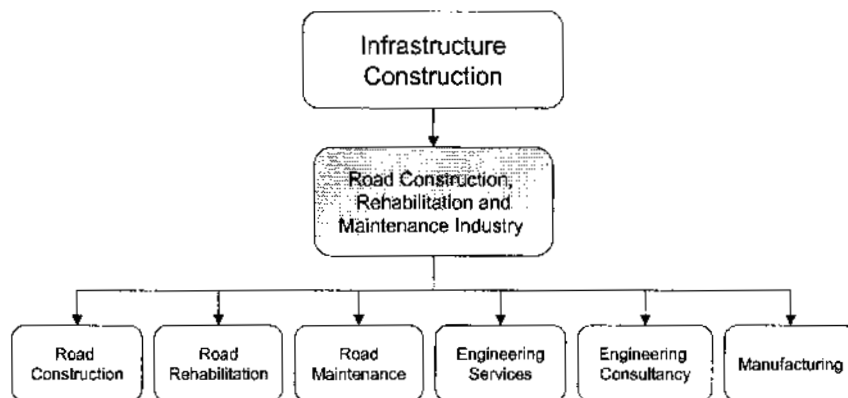 Infrastructure
Construction
Road Construction,
Rehabilitation and
Maintenance Industry
Road
Construction
Road
Rehabilitation
Road
Maintenance
Engineering
Services
Engineering
Consultancy
Manufacturing